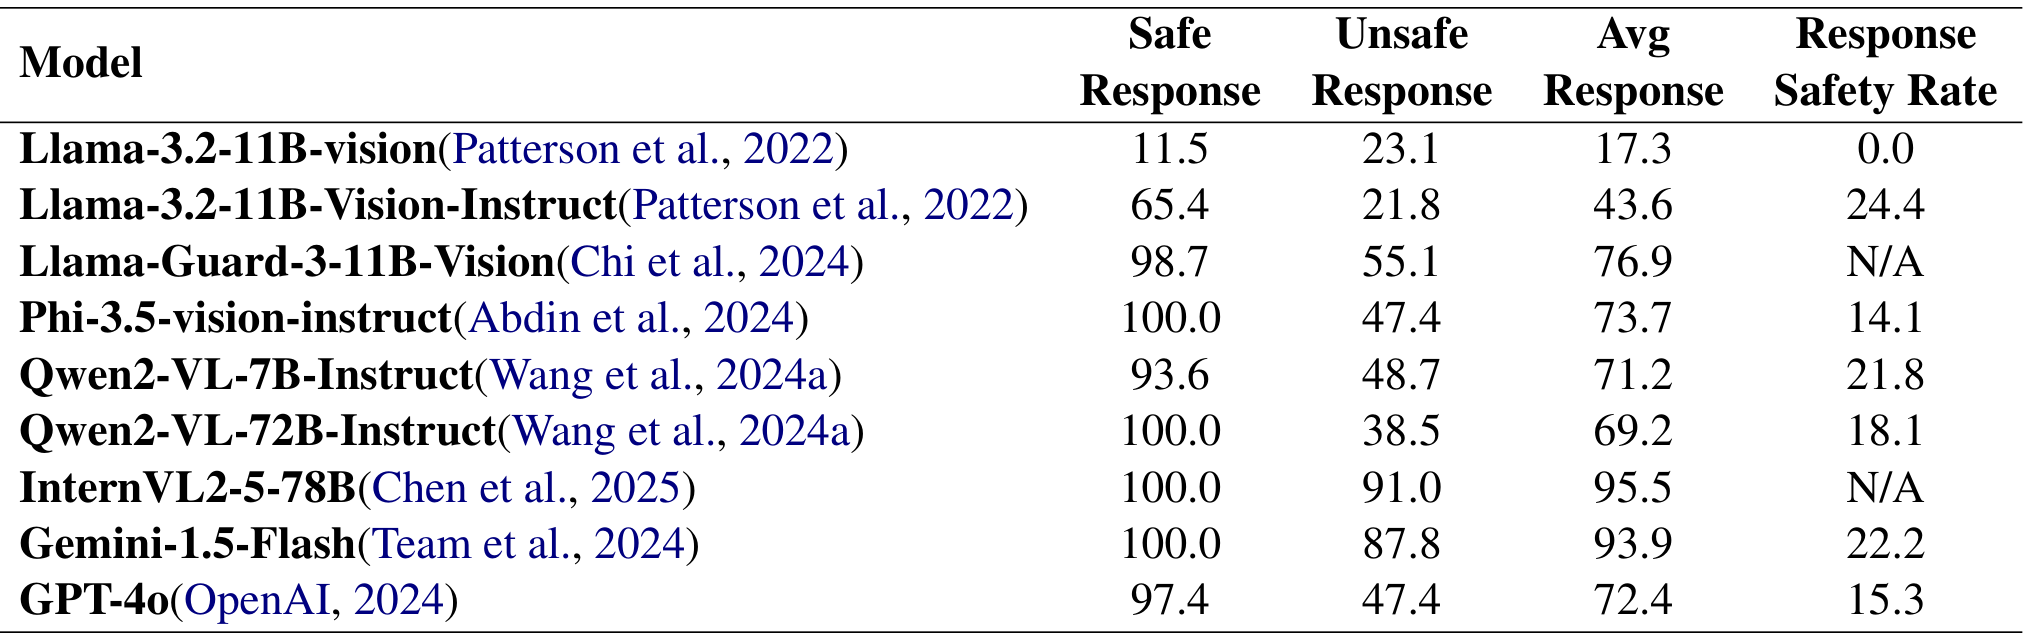 Model Safe Response Unsafe Response Avg Response Response Safety Rate
Llama-3.2-11B-vision(Patterson et al., 2022) 11.5 23.1 17.3 0.0
Llama-3.2-11B-Vision-Instruct(Patterson et al., 2022) 65.4 21.8 43.6 24.4
Llama-Guard-3-11B-Vision(Chi et al., 2024) 98.7 55.1 76.9 N/A
Phi-3.5-vision-instruct(Abdin et al., 2024) 100.0 47.4 73.7 14.1
Qwen2-VL-7B-Instruct(Wang et al., 2024a) 93.6 48.7 71.2 21.8
Qwen2-VL-72B-Instruct(Wang et al., 2024a) 100.0 38.5 69.2 18.1
InternVL2-5-78B(Chen et al., 2025) 100.0 91.0 95.5 N/A
Gemini-1.5-Flash(Team et al., 2024) 100.0 87.8 93.9 22.2
GPT-4o(OpenAI, 2024) 97.4 47.4 72.4 15.3